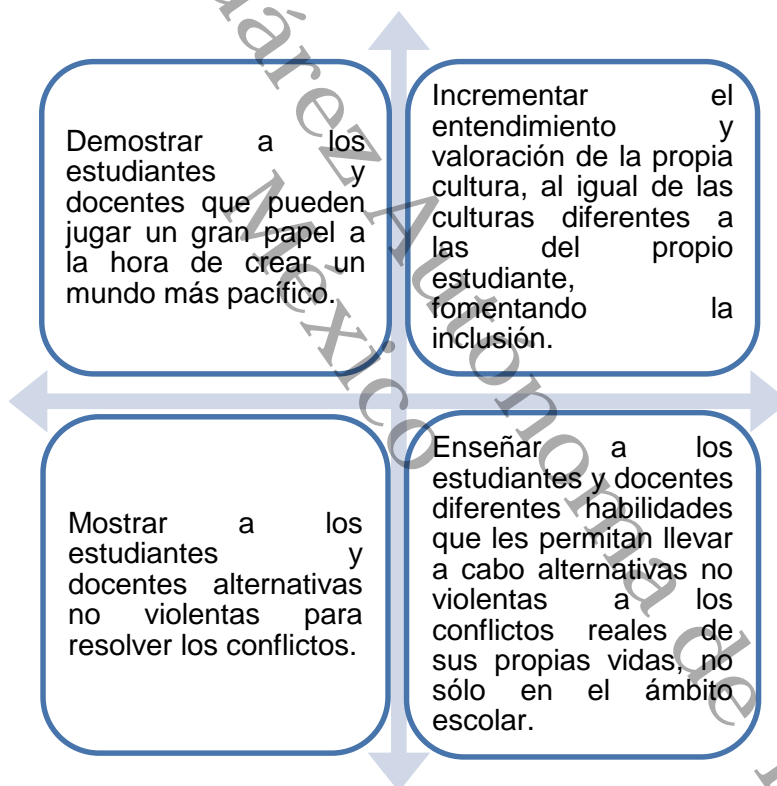 Demostrar a los
estudiantes y
docentes que pueden
jugar un gran papel a
la hora de crear un
mundo más pacífico.
Incrementar el
entendimiento y
valoración de la propia
cultura, al igual de las
culturas diferentes a
las del propio
estudiante,
fomentando la
inclusión.
Mostrar a los
estudiantes y
docentes alternativas
no violentas para
resolver los conflictos.
Enseñar a los
estudiantes y docentes
diferentes habilidades
que les permitan llevar
a cabo alternativas no
violentas a los
conflictos reales de
sus propias vidas, no
sólo en el ámbito
escolar.
Autónoma de
México